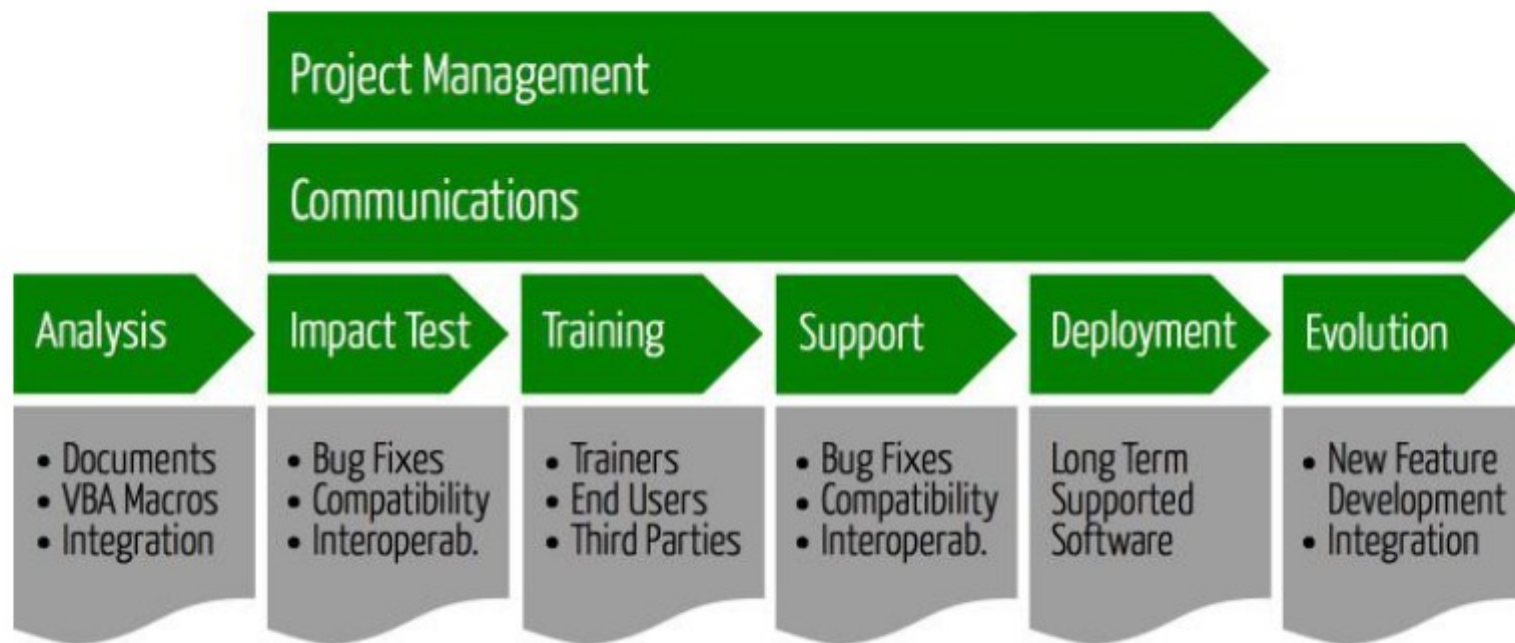 Project Management
Communications
Analysis
Impact Test
Training
Support
Deployment
Evolution
• Documents
• VBA Macros
• Integration
• Bug Fixes
• Compatibility
• Interoperab.
• Trainers
• End Users
• Third Parties
• Bug Fixes
• Compatibility
• Interoperab.
Long Term
Supported
Software
• New Feature
Development
• Integration